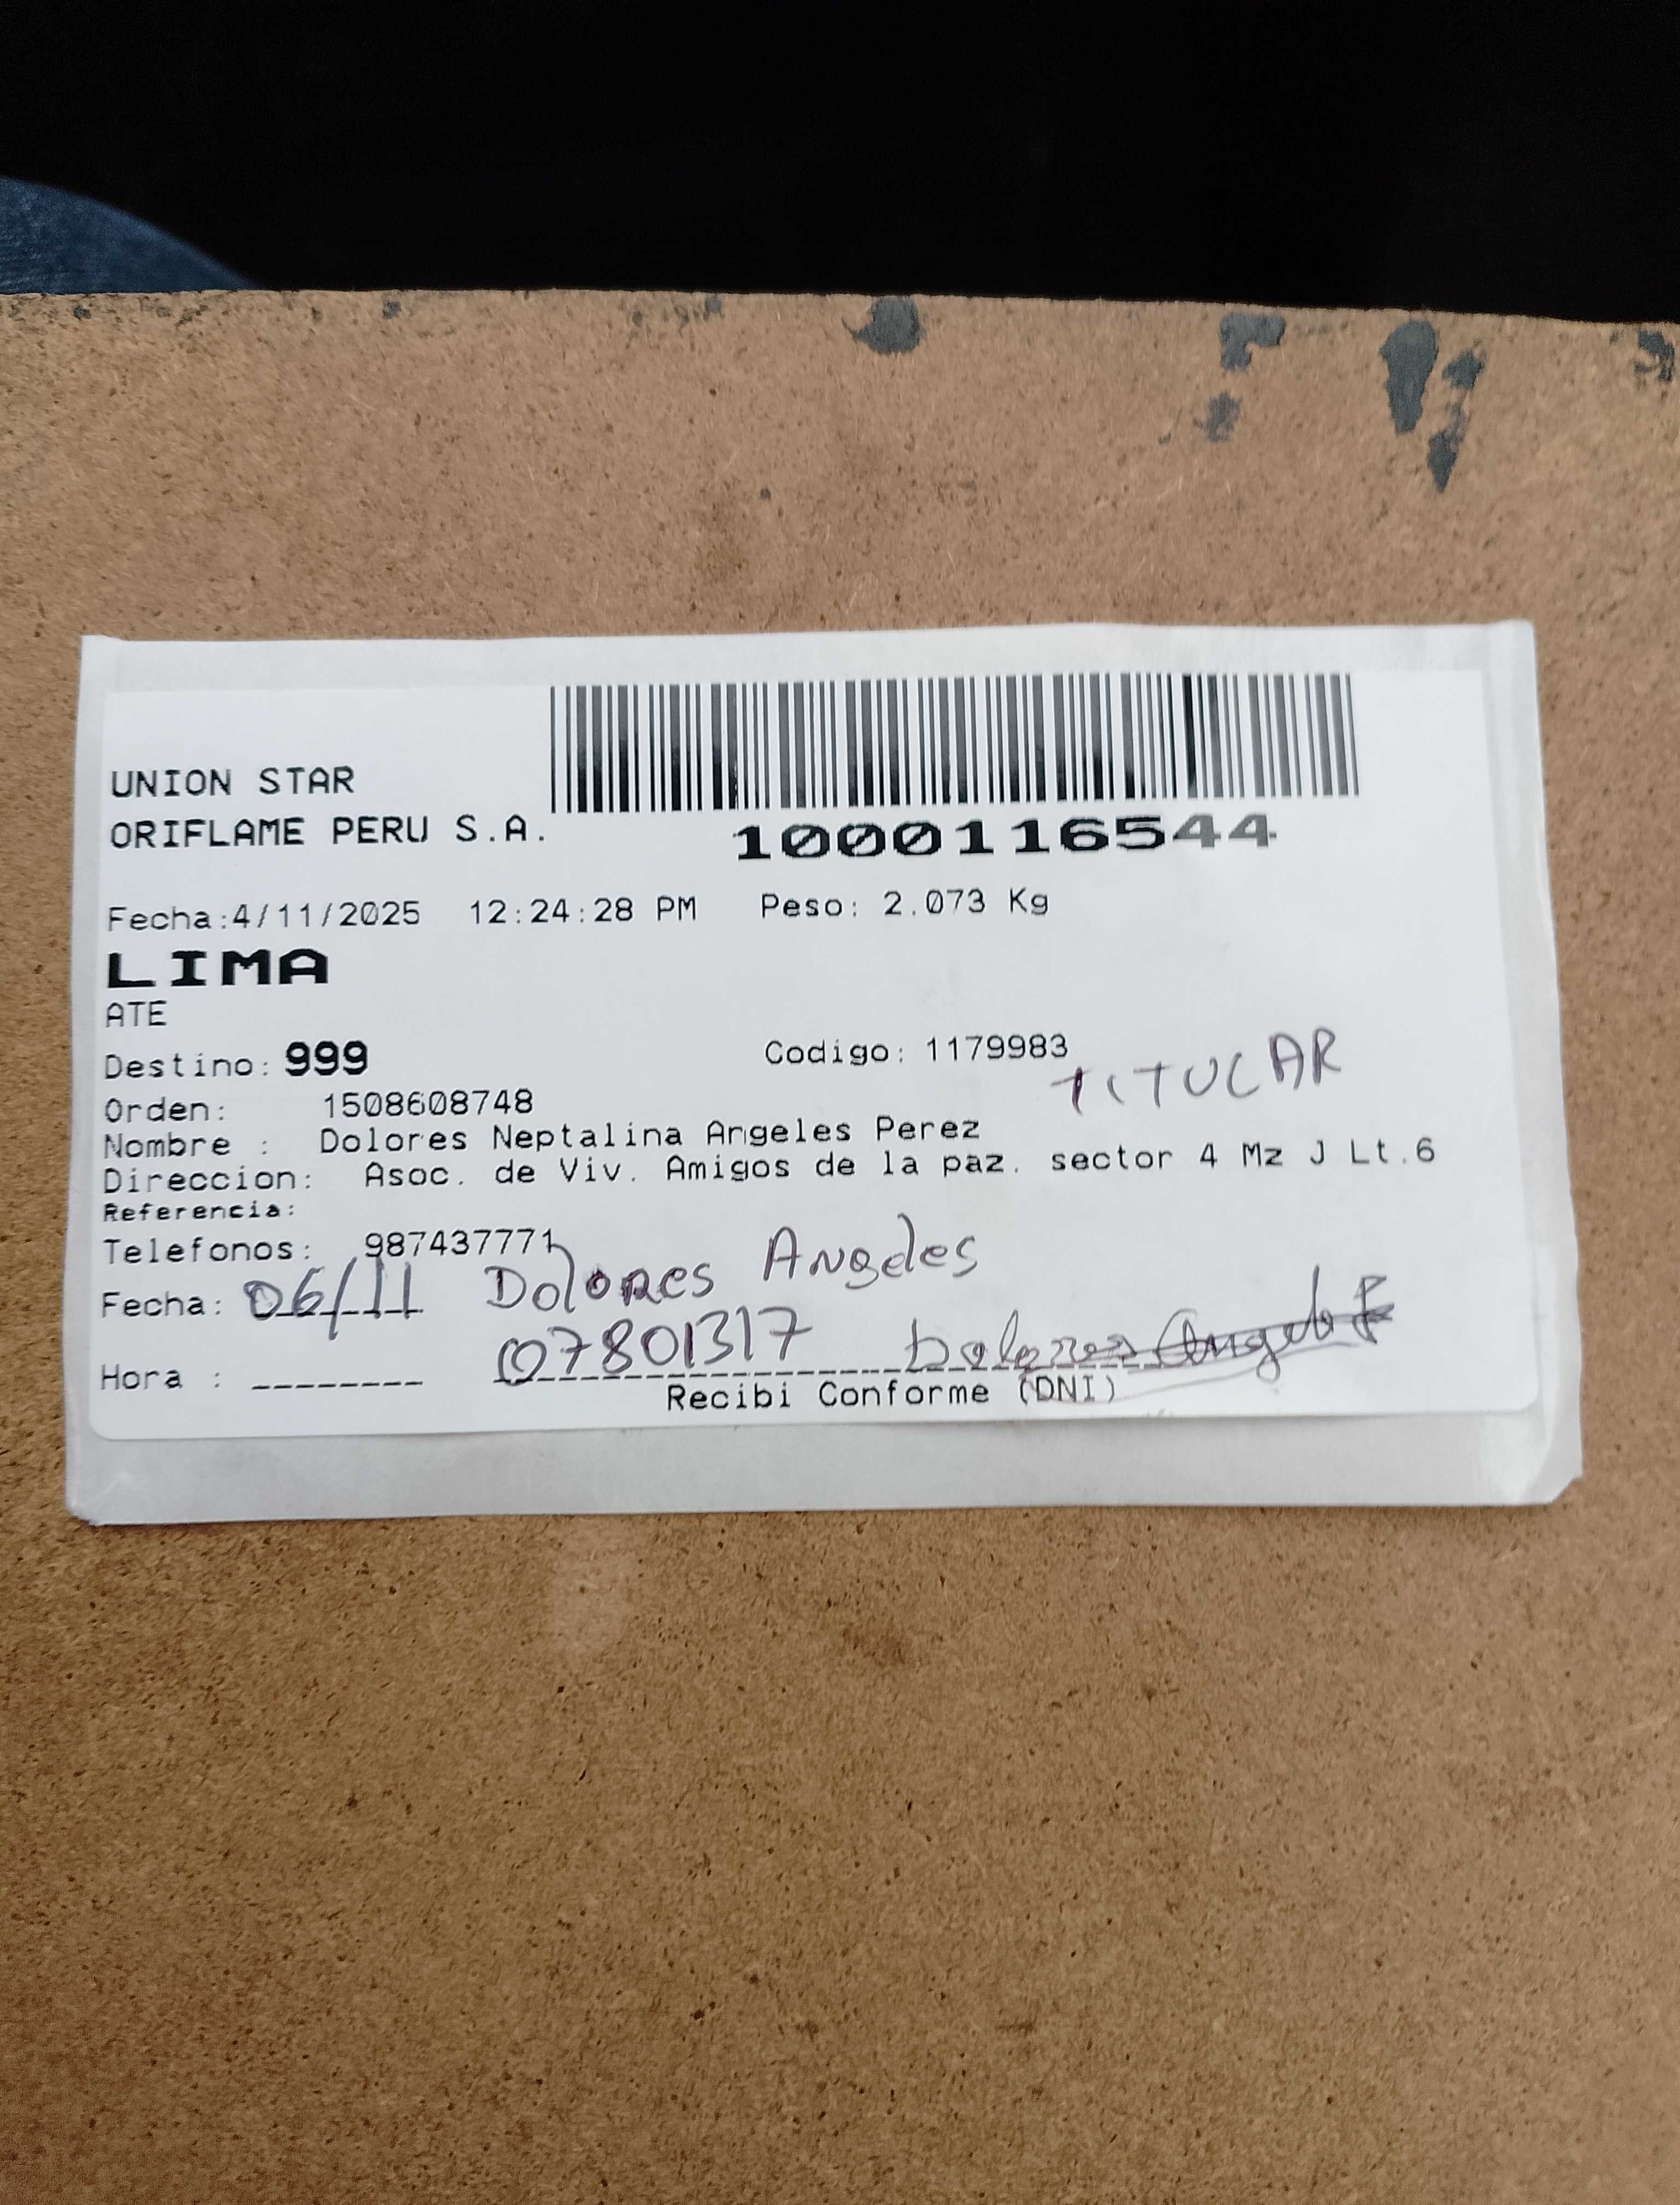 UNION STAR
ORIFLAME PERU S.A.
1000116544
Fecha:4/11/2025 12:24:28 PM Peso: 2.073 Kg
LIMA
ATE
Destino: 999 Codigo: 1179983
TITULAR
Orden: 1508608748
Nombre : Dolores Neptalina Angeles Perez
Direccion: Asoc. de Viv. Amigos de la paz. sector 4 Mz J Lt.6
Referencia:
Telefonos: 987437771
Fecha: 06/11 Dolores Angeles
Hora : 07801317 Dolores Angeles P
Recibi Conforme (DNI)